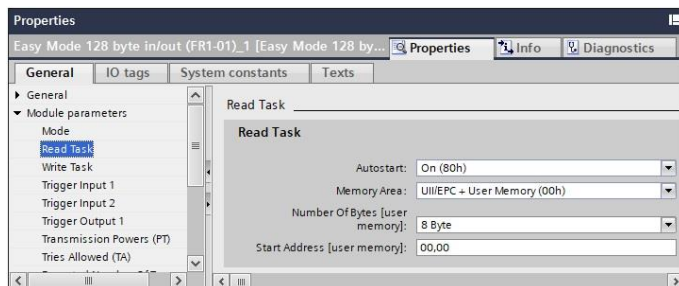 Properties
Easy Mode 128 byte in/out (FR1-01)_1 [Easy Mode 128 by... Properties Info Diagnostics
General IO tags System constants Texts
General
Module parameters
Mode
Read Task
Write Task
Trigger Input 1
Trigger Input 2
Trigger Output 1
Transmission Powers (PT)
Tries Allowed (TA)
Read Task
Read Task
Autostart: On (80h)
Memory Area: UII/EPC + User Memory (00h)
Number Of Bytes [user
memory]: 8 Byte
Start Address [user memory]: 00,00